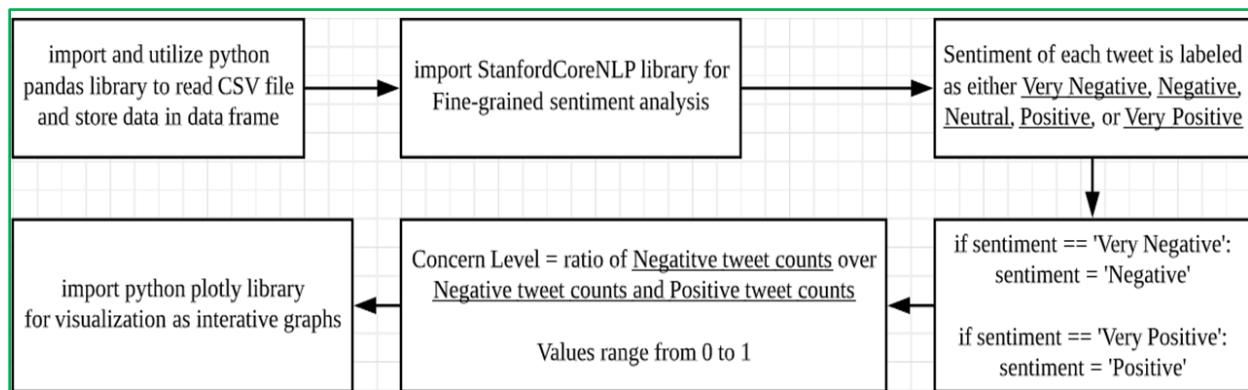 import and utilize python
pandas library to read CSV file
and store data in data frame
import StanfordCoreNLP library for
Fine-grained sentiment analysis
Sentiment of each tweet is labeled
as either Very Negative, Negative,
Neutral, Positive, or Very Positive
if sentiment == 'Very Negative':
sentiment = 'Negative'
if sentiment == 'Very Positive':
sentiment = 'Positive'
Concern Level = ratio of Negatitve tweet counts over
Negative tweet counts and Positive tweet counts
Values range from 0 to 1
import python plotly library
for visualization as interative graphs